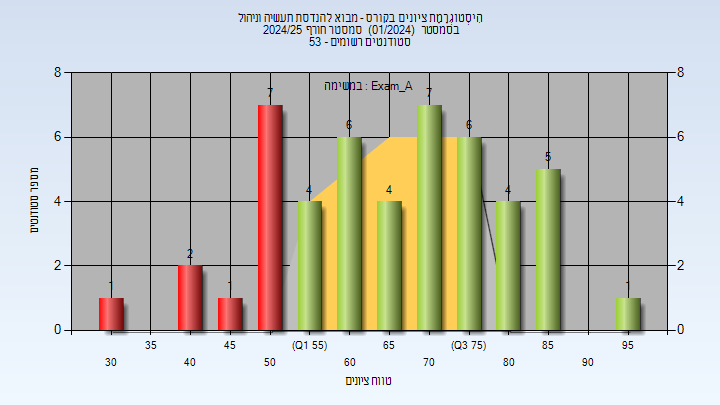 היסטוגרמת ציונים בקורס - מבוא להנדסת תעשיה וניהול
בסמסטר (01/2024) סמסטר חורף 2024/25
סטודנטים רשומים - 53
במשימה : Exam_A
מספר סטודנטים
8 8
6 6
4 4
2 2
0 0
1 2 1 7 4 6 4 7 6 4 5 1
35 45 (Q1 55) 65 (Q3 75) 85 95
30 40 50 60 70 80 90
טווח ציונים